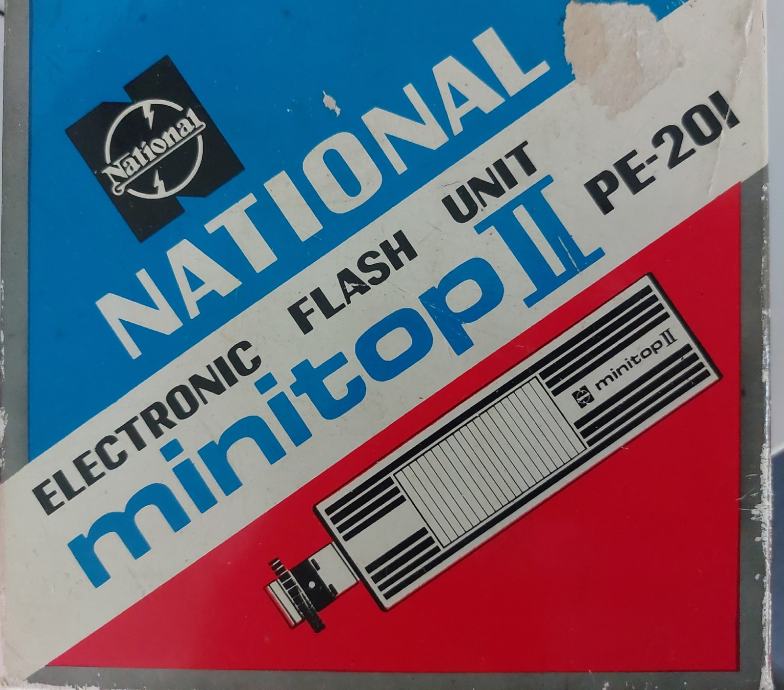 National
NATIONAL
ELECTRONIC FLASH UNIT PE-201
minitop II
minitop II